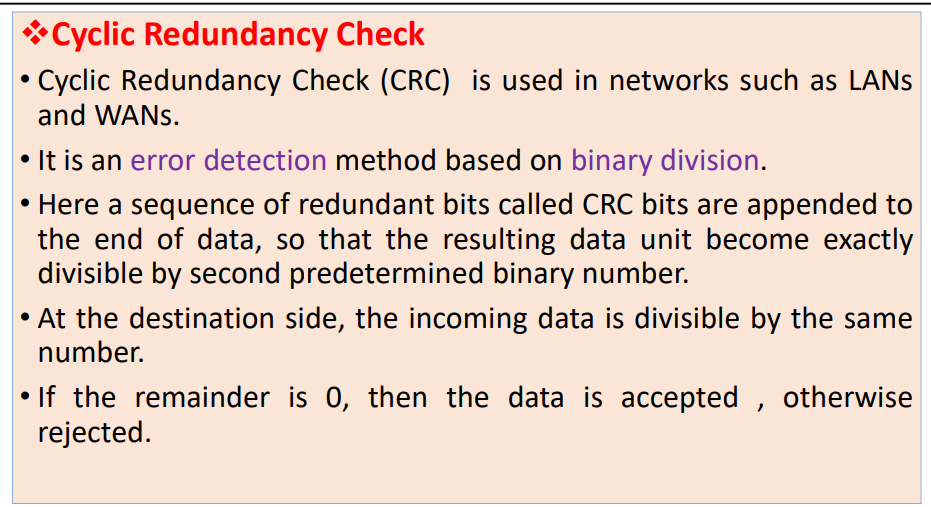 ❖Cyclic Redundancy Check
• Cyclic Redundancy Check (CRC) is used in networks such as LANs
and WANs.
• It is an error detection method based on binary division.
• Here a sequence of redundant bits called CRC bits are appended to
the end of data, so that the resulting data unit become exactly
divisible by second predetermined binary number.
• At the destination side, the incoming data is divisible by the same
number.
• If the remainder is 0, then the data is accepted , otherwise
rejected.